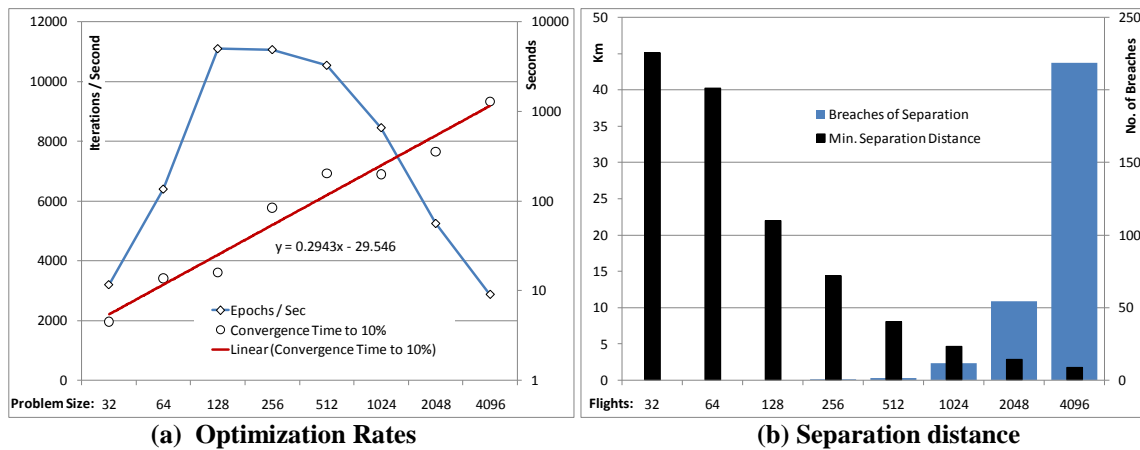 12000
10000
8000
6000
4000
2000
0
Iterations / Second
10000
1000
100
10
1
Seconds
y = 0.2943x - 29.546
Epochs / Sec
Convergence Time to 10%
Linear (Convergence Time to 10%)
Problem Size: 32 64 128 256 512 1024 2048 4096
(a) Optimization Rates
50
45
40
35
30
25
20
15
10
5
0
Km
250
200
150
100
50
0
No. of Breaches
Breaches of Separation
Min. Separation Distance
Flights: 32 64 128 256 512 1024 2048 4096
(b) Separation distance